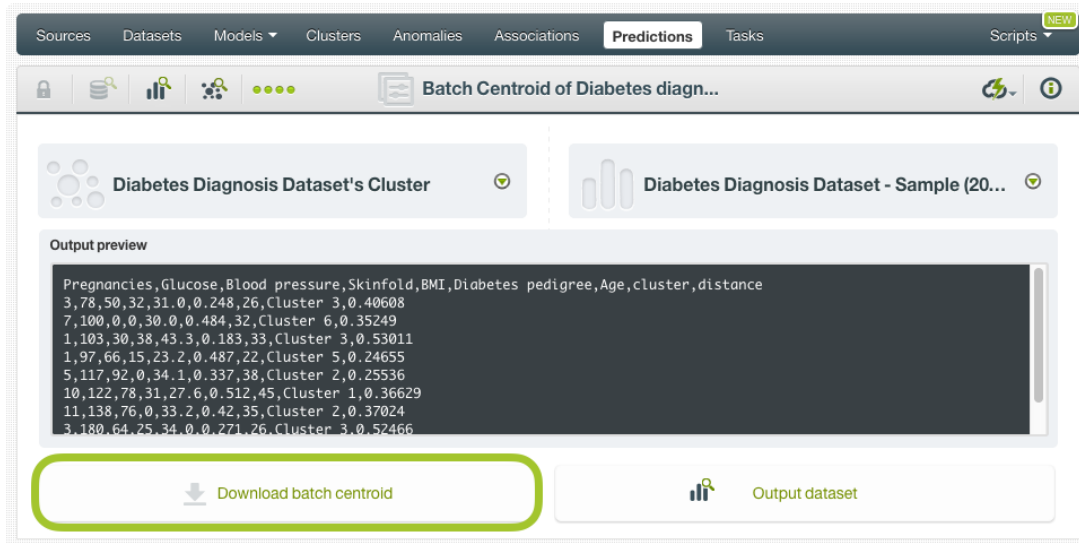 NEW
Sources Datasets Models Clusters Anomalies Associations Predictions Tasks Scripts
Batch Centroid of Diabetes diagn...
Diabetes Diagnosis Dataset's Cluster
Diabetes Diagnosis Dataset - Sample (20...
Output preview
Pregnancies,Glucose,Blood pressure,Skinfold,BMI,Diabetes pedigree,Age,cluster,distance
3,78,50,32,31.0,0.248,26,Cluster 3,0.40608
7,100,0,0,30.0,0.484,32,Cluster 6,0.35249
1,103,30,38,43.3,0.183,33,Cluster 3,0.53011
1,97,66,15,23.2,0.487,22,Cluster 5,0.24655
5,117,92,0,34.1,0.337,38,Cluster 2,0.25536
10,122,78,31,27.6,0.512,45,Cluster 1,0.36629
11,138,76,0,33.2,0.42,35,Cluster 2,0.37024
3,180,64,25,34.0,0.271,26,Cluster 3,0.52466
Download batch centroid
Output dataset